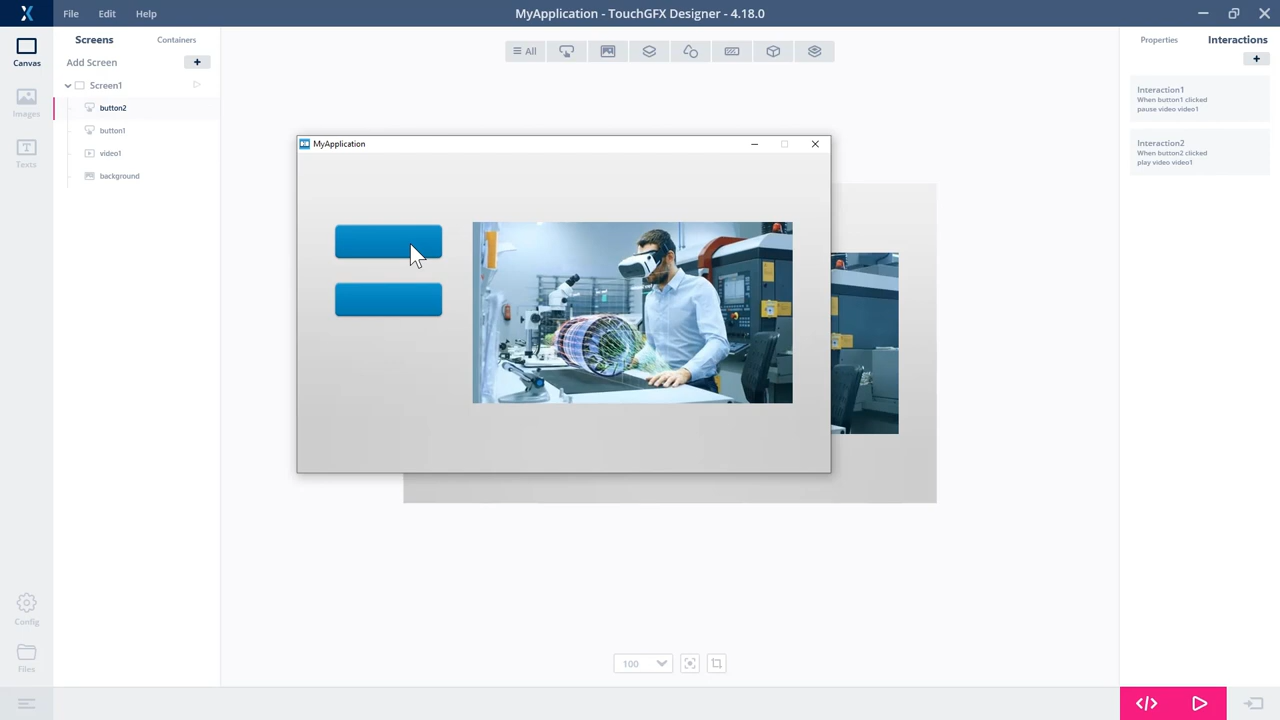 File Edit Help
MyApplication - TouchGFX Designer - 4.18.0
Canvas
Images
Texts
Config
Files
Screens Containers
Add Screen
Screen1
button2
button1
video1
background
All
MyApplication
100
Properties Interactions
Interaction1
When button1 clicked
pause video video1
Interaction2
When button2 clicked
play video video1